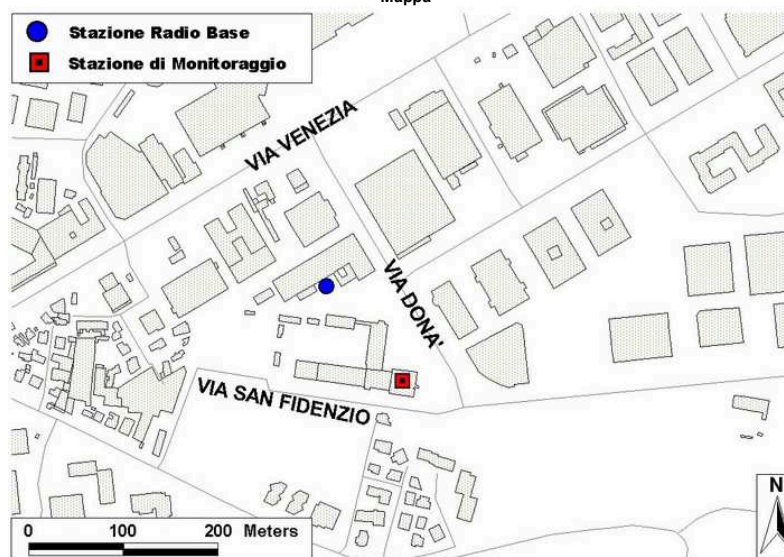 Mappa
Stazione Radio Base
Stazione di Monitoraggio
VIA VENEZIA
VIA DONA'
VIA SAN FIDENZIO
N
0 100 200 Meters